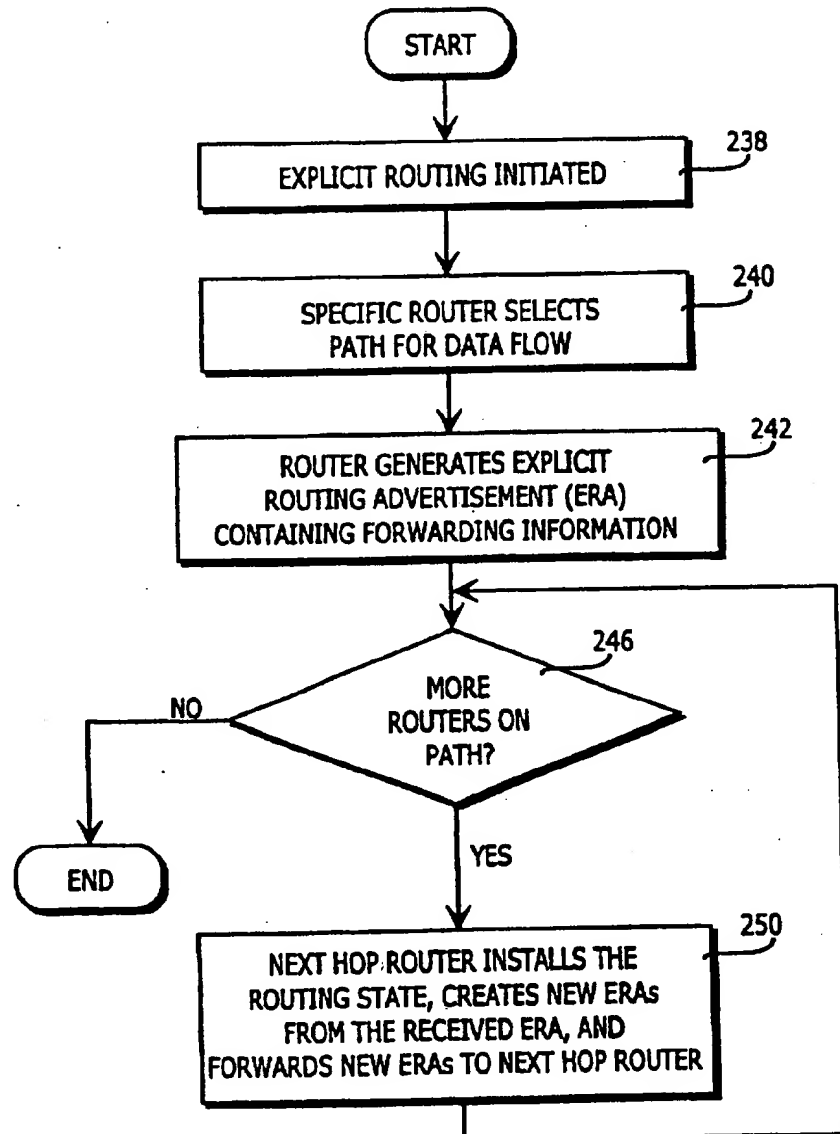 START
238
EXPLICIT ROUTING INITIATED
240
SPECIFIC ROUTER SELECTS
PATH FOR DATA FLOW
242
ROUTER GENERATES EXPLICIT
ROUTING ADVERTISEMENT (ERA)
CONTAINING FORWARDING INFORMATION
246
MORE
ROUTERS ON
PATH?
NO
END
YES
250
NEXT HOP ROUTER INSTALLS THE
ROUTING STATE, CREATES NEW ERAs
FROM THE RECEIVED ERA, AND
FORWARDS NEW ERAs TO NEXT HOP ROUTER